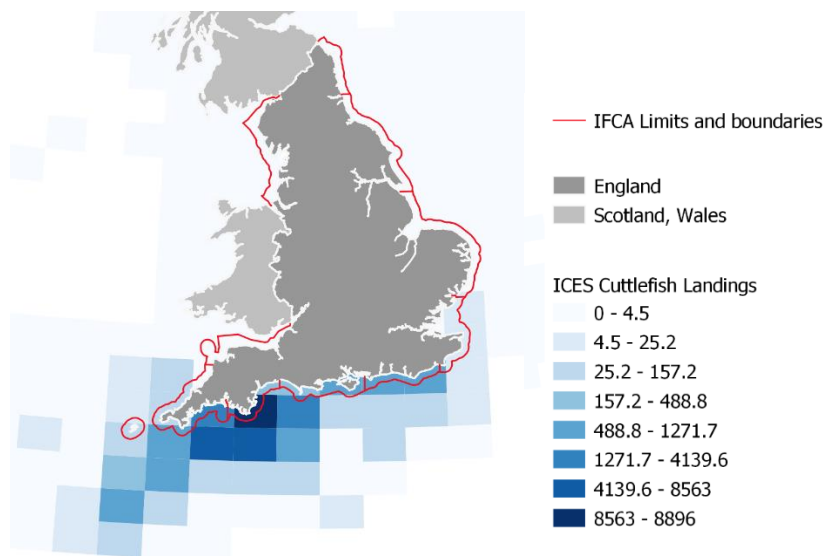 IFCA Limits and boundaries
England
Scotland, Wales
ICES Cuttlefish Landings
0 - 4.5
4.5 - 25.2
25.2 - 157.2
157.2 - 488.8
488.8 - 1271.7
1271.7 - 4139.6
4139.6 - 8563
8563 - 8896